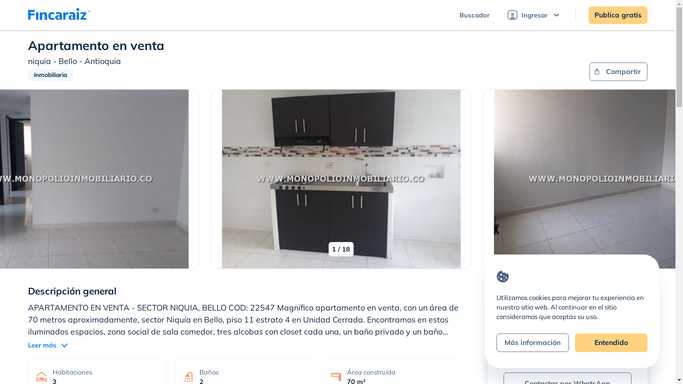 Fincaraiz
Buscador
Ingresar
Publica gratis
Apartamento en venta
niquia - Bello - Antioquia
Inmobiliaria
Compartir
WWW.MONOPOLIOINMOBILIARIO.CO
WWW.MONOPOLIOINMOBILIARIO.CO
WWW.MONOPOLIOINMOBILIARIO.CO
1 / 18
Descripción general
APARTAMENTO EN VENTA - SECTOR NIQUIA, BELLO COD: 22547 Magnífico apartamento en venta, con un área de
70 metros aproximadamente, sector Niquía en Bello, piso 11 estrato 4 en Unidad Cerrada. Encontramos en estos
iluminados espacios, zona social de sala comedor, tres alcobas con closet cada una, un baño privado y un baño...
Leer más
Habitaciones
3
Baños
2
Área construida
70 m²
Utilizamos cookies para mejorar tu experiencia en
nuestro sitio web. Al continuar en el sitio
consideramos que aceptas su uso.
Más información
Entendido
Contactar por WhatsApp